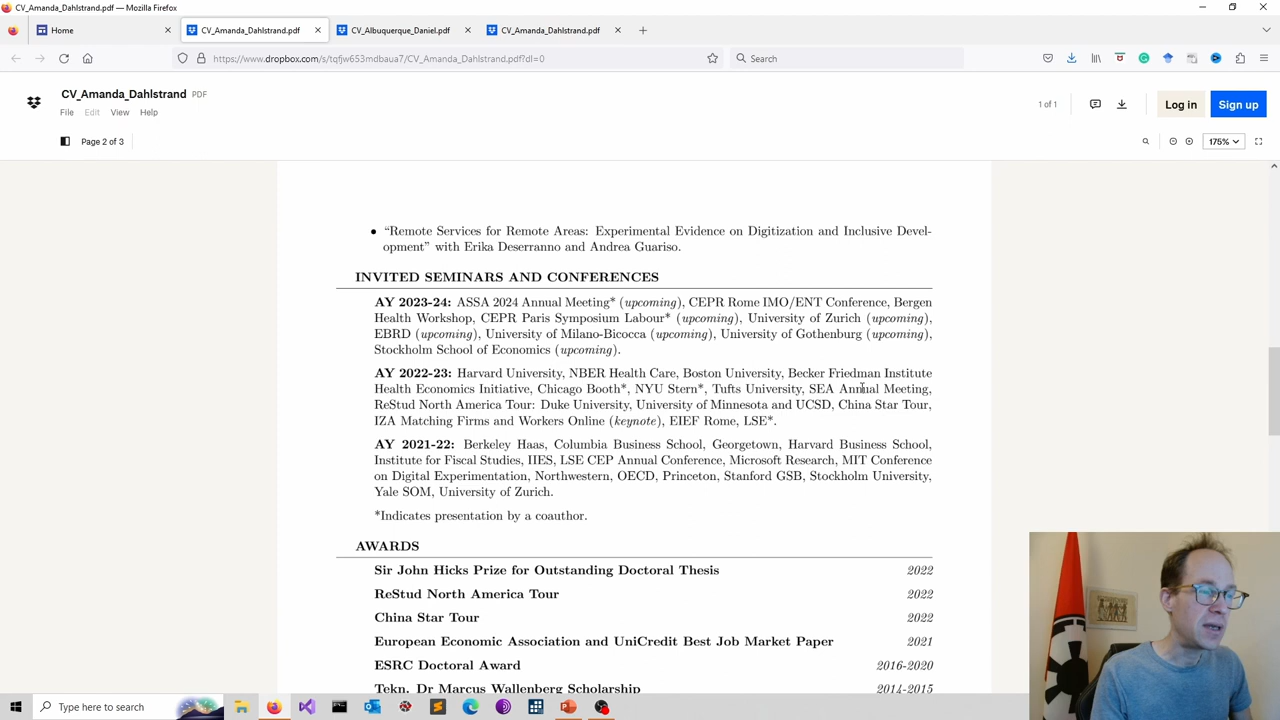 CV_Amanda_Dahlstrand.pdf — Mozilla Firefox
Home
CV_Amanda_Dahlstrand.pdf
CV_Albuquerque_Daniel.pdf
CV_Amanda_Dahlstrand.pdf
https://www.dropbox.com/s/tqfjw653mdbaua7/CV_Amanda_Dahlstrand.pdf?dl=0
Search
CV_Amanda_Dahlstrand PDF
File Edit View Help
1 of 1
Log in
Sign up
Page 2 of 3
175%
• “Remote Services for Remote Areas: Experimental Evidence on Digitization and Inclusive Devel-
opment” with Erika Deserranno and Andrea Guariso.
INVITED SEMINARS AND CONFERENCES
AY 2023-24: ASSA 2024 Annual Meeting* (upcoming), CEPR Rome IMO/ENT Conference, Bergen
Health Workshop, CEPR Paris Symposium Labour* (upcoming), University of Zurich (upcoming),
EBRD (upcoming), University of Milano-Bicocca (upcoming), University of Gothenburg (upcoming),
Stockholm School of Economics (upcoming).
AY 2022-23: Harvard University, NBER Health Care, Boston University, Becker Friedman Institute
Health Economics Initiative, Chicago Booth*, NYU Stern*, Tufts University, SEA Annual Meeting,
ReStud North America Tour: Duke University, University of Minnesota and UCSD, China Star Tour,
IZA Matching Firms and Workers Online (keynote), EIEF Rome, LSE*.
AY 2021-22: Berkeley Haas, Columbia Business School, Georgetown, Harvard Business School,
Institute for Fiscal Studies, IIES, LSE CEP Annual Conference, Microsoft Research, MIT Conference
on Digital Experimentation, Northwestern, OECD, Princeton, Stanford GSB, Stockholm University,
Yale SOM, University of Zurich.
*Indicates presentation by a coauthor.
AWARDS
Sir John Hicks Prize for Outstanding Doctoral Thesis 2022
ReStud North America Tour 2022
China Star Tour 2022
European Economic Association and UniCredit Best Job Market Paper 2021
ESRC Doctoral Award 2016-2020
Tekn. Dr Marcus Wallenberg Scholarship 2014-2015
Type here to search